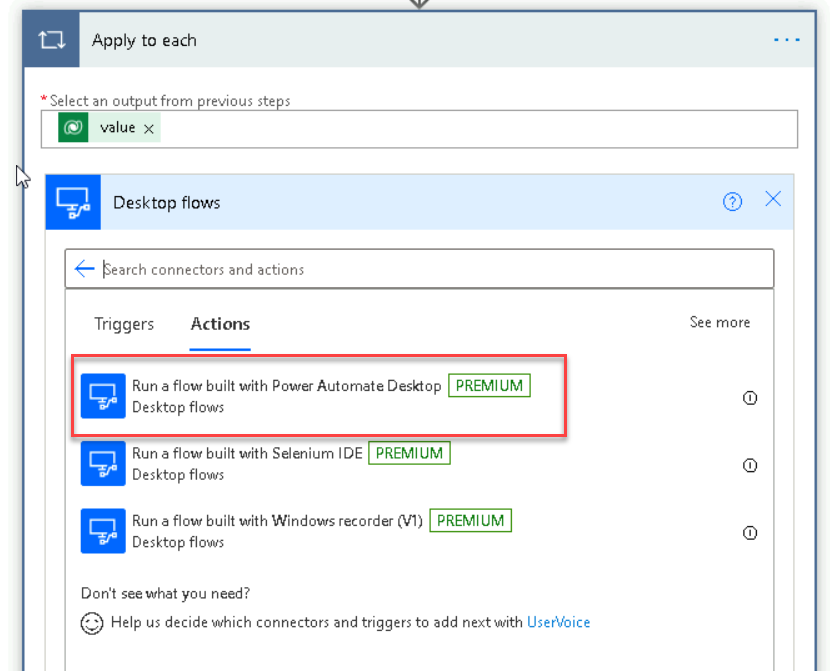 Apply to each
* Select an output from previous steps
value
Desktop flows
Search connectors and actions
Triggers Actions See more
Run a flow built with Power Automate Desktop PREMIUM
Desktop flows
Run a flow built with Selenium IDE PREMIUM
Desktop flows
Run a flow built with Windows recorder (V1) PREMIUM
Desktop flows
Don't see what you need?
Help us decide which connectors and triggers to add next with UserVoice